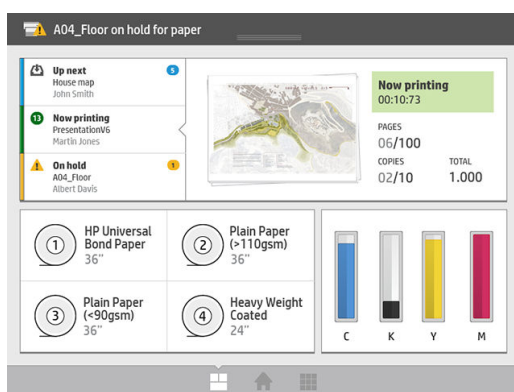 A04_Floor on hold for paper
Up next
5
House map
John Smith
13
Now printing
PresentationV6
Martin Jones
On hold
1
A04_Floor
Albert Davis
Now printing
00:10:73
PAGES
06/100
COPIES
TOTAL
02/10
1.000
1
HP Universal
Bond Paper
36"
2
Plain Paper
(>110gsm)
36"
3
Plain Paper
(<90gsm)
36"
4
Heavy Weight
Coated
24"
C
K
Y
M